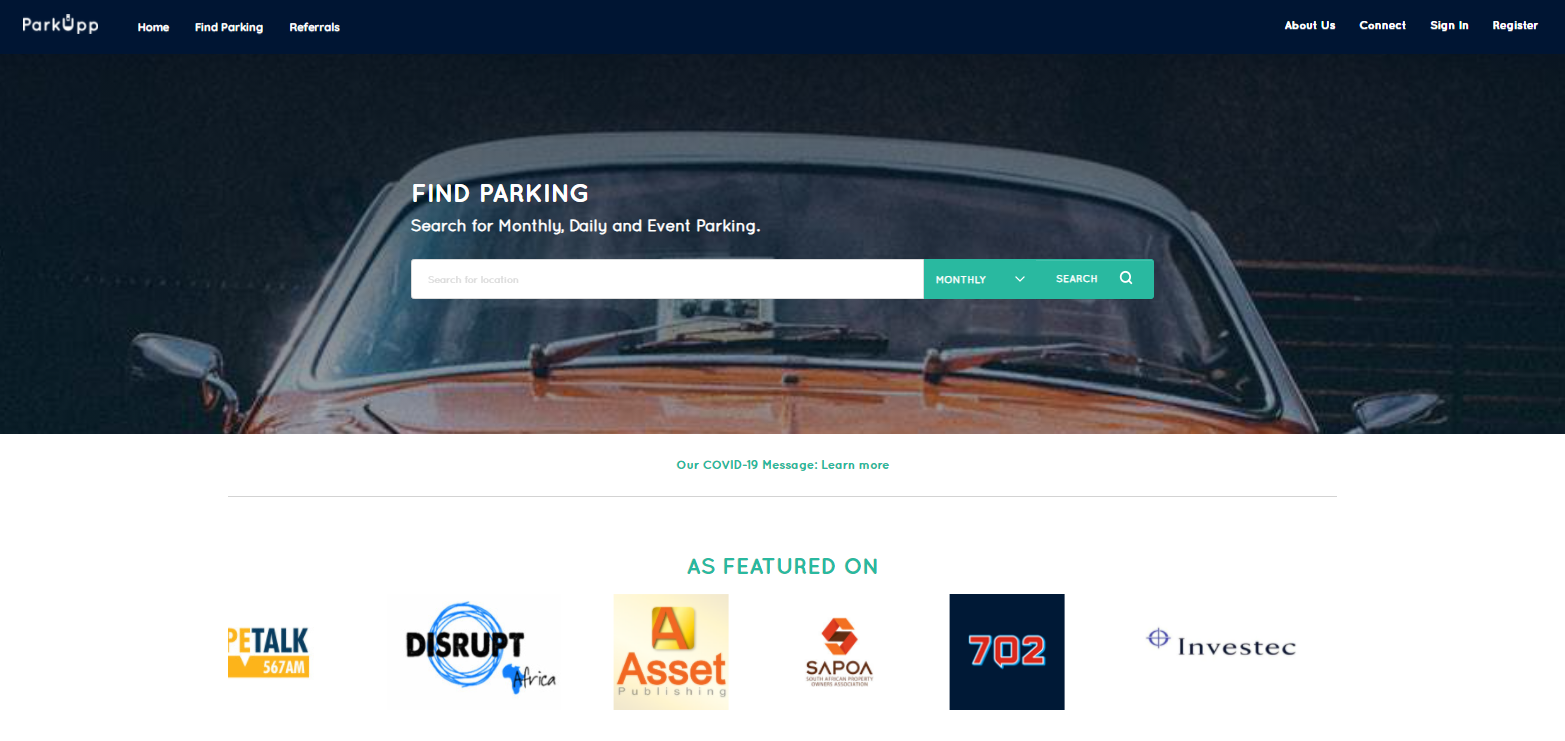 ParkUpp
Home Find Parking Referrals
About Us Connect Sign In Register
FIND PARKING
Search for Monthly, Daily and Event Parking.
Search for location
MONTHLY
SEARCH
Our COVID-19 Message: Learn more
AS FEATURED ON
PETALK
567AM
DISRUPT
Africa
A
Asset
Publishing
SAPOA
SOUTH AFRICAN PROPERTY
OWNERS ASSOCIATION
702
Investec